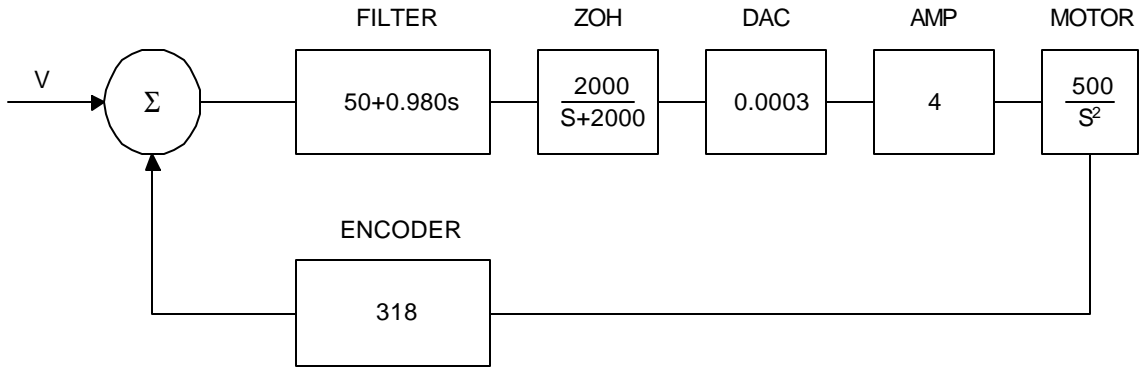 FILTER
ZOH
DAC
AMP
MOTOR
V
Σ
50+0.980s
2000
S+2000
0.0003
4
500
S²
ENCODER
318